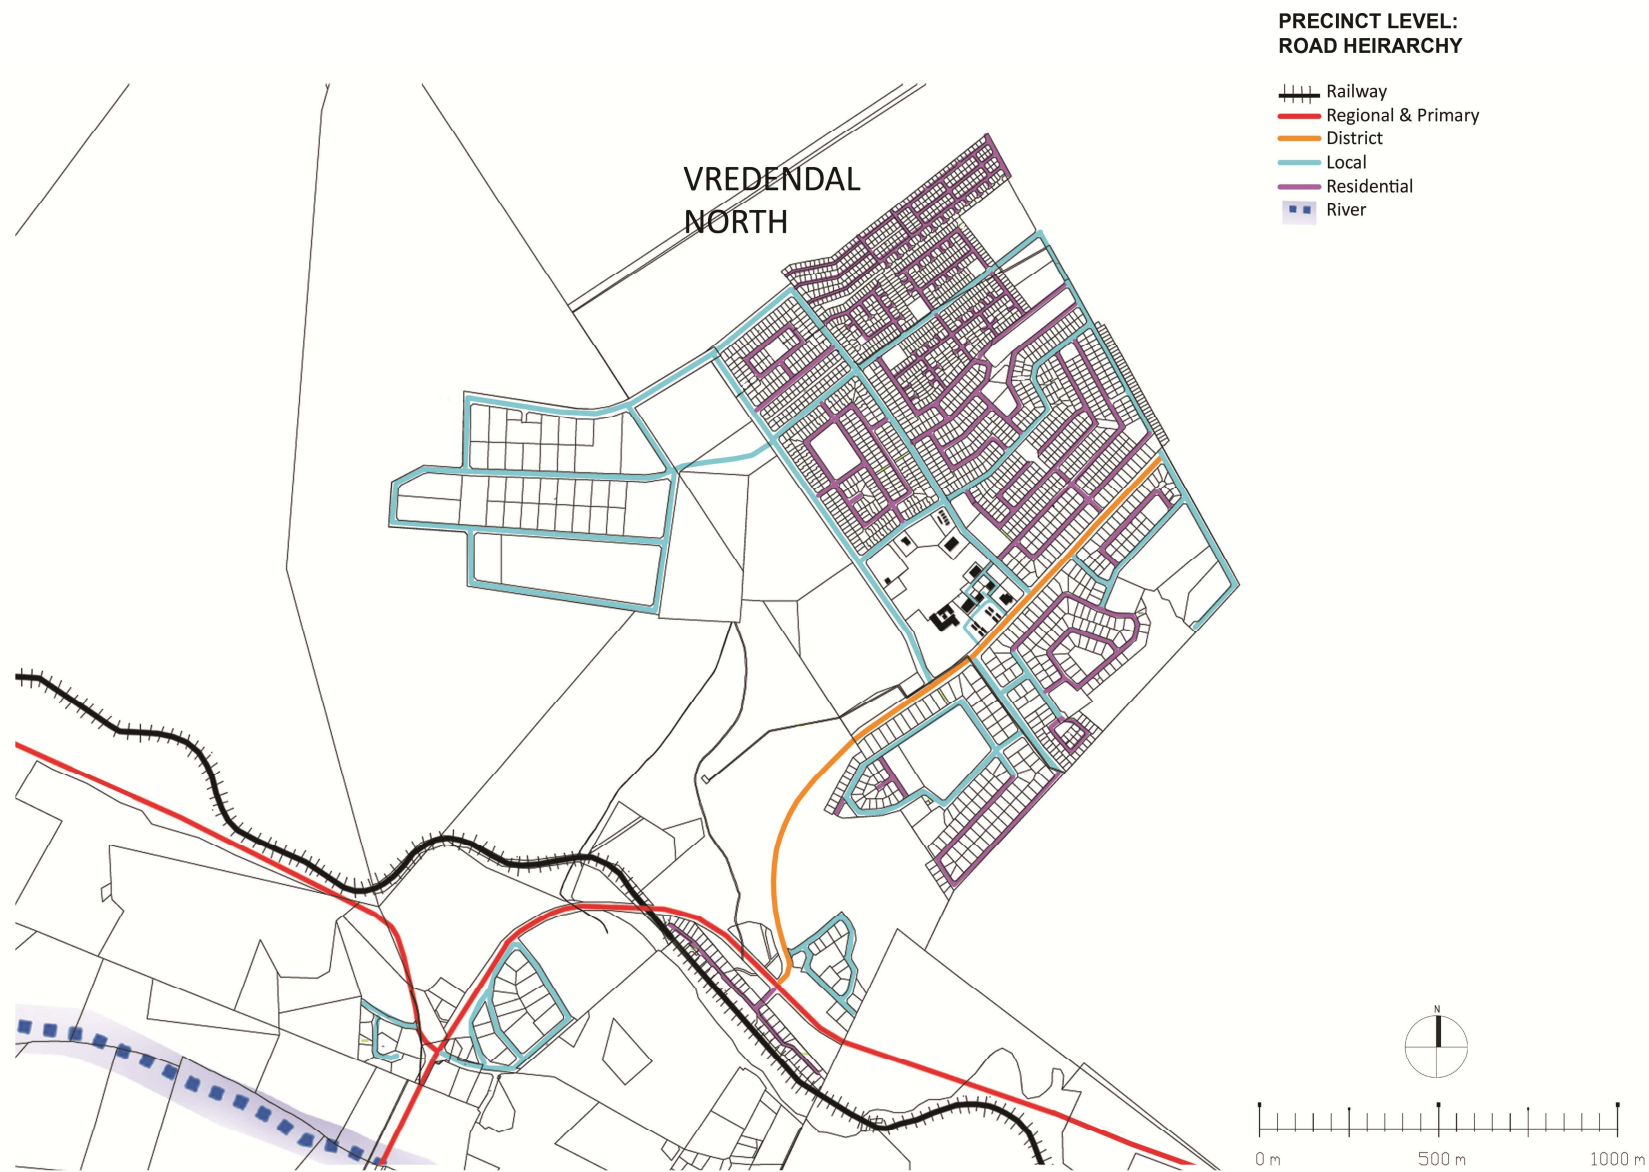 PRECINCT LEVEL:
ROAD HEIRARCHY
Railway
Regional & Primary
District
Local
Residential
River
VREDENDAL
NORTH
N
0 m
500 m
1000 m